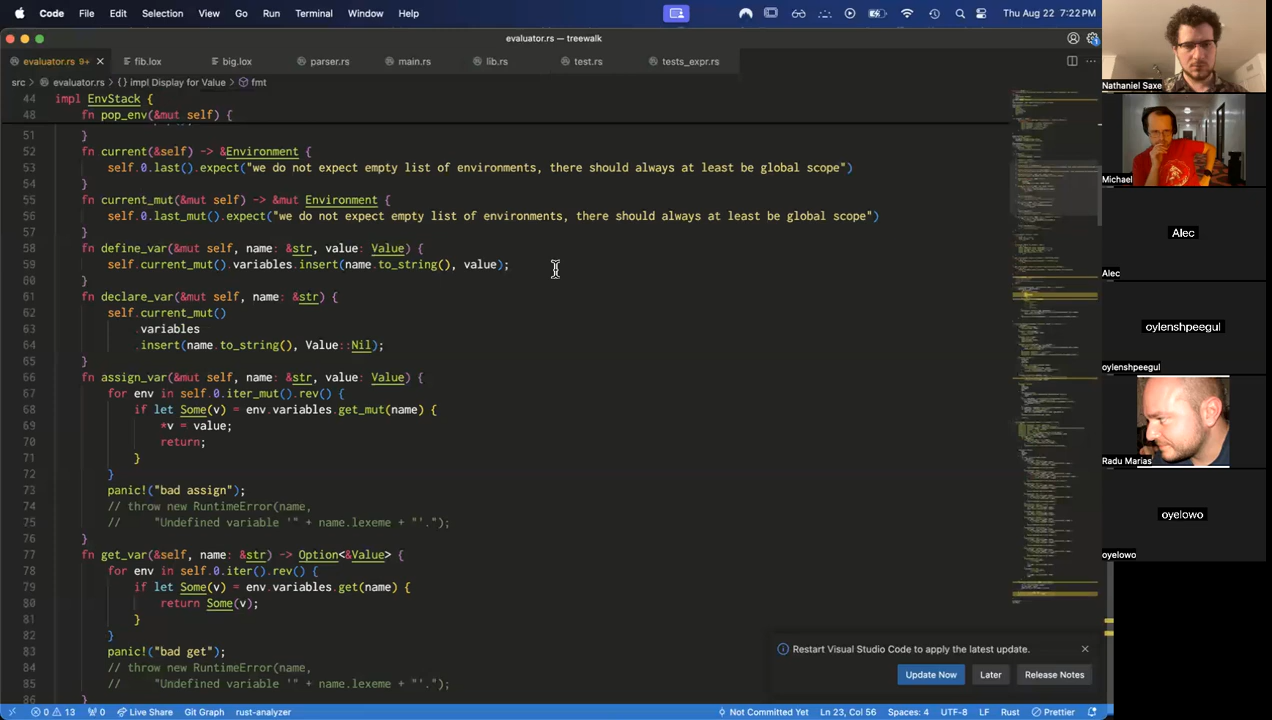 Code File Edit Selection View Go Run Terminal Window Help Thu Aug 22 7:22 PM
evaluator.rs — treewalk
evaluator.rs 9+ fib.lox big.lox parser.rs main.rs lib.rs test.rs tests_expr.rs
src > evaluator.rs > {} impl Display for Value > fmt
44 impl EnvStack {
48 fn pop_env(&mut self) {
51 }
52 fn current(&self) -> &Environment {
53 self.0.last().expect("we do not expect empty list of environments, there should always at least be global scope")
54 }
55 fn current_mut(&mut self) -> &mut Environment {
56 self.0.last_mut().expect("we do not expect empty list of environments, there should always at least be global scope")
57 }
58 fn define_var(&mut self, name: &str, value: Value) {
59 self.current_mut().variables.insert(name.to_string(), value);
60 }
61 fn declare_var(&mut self, name: &str) {
62 self.current_mut()
63 .variables
64 .insert(name.to_string(), Value::Nil);
65 }
66 fn assign_var(&mut self, name: &str, value: Value) {
67 for env in self.0.iter_mut().rev() {
68 if let Some(v) = env.variables.get_mut(name) {
69 *v = value;
70 return;
71 }
72 }
73 panic!("bad assign");
74 // throw new RuntimeError(name,
75 // "Undefined variable '" + name.lexeme + "'.");
76 }
77 fn get_var(&self, name: &str) -> Option<&Value> {
78 for env in self.0.iter().rev() {
79 if let Some(v) = env.variables.get(name) {
80 return Some(v);
81 }
82 }
83 panic!("bad get");
84 // throw new RuntimeError(name,
85 // "Undefined variable '" + name.lexeme + "'.");
86 }
Restart Visual Studio Code to apply the latest update.
Update Now Later Release Notes
0 13 0 Live Share Git Graph rust-analyzer Not Committed Yet Ln 23, Col 56 Spaces: 4 UTF-8 LF Rust Prettier
Nathaniel Saxe
Michael
Alec
Alec
oylenshpeegul
oylenshpeegul
Radu Marias
oyelowo
oyelowo